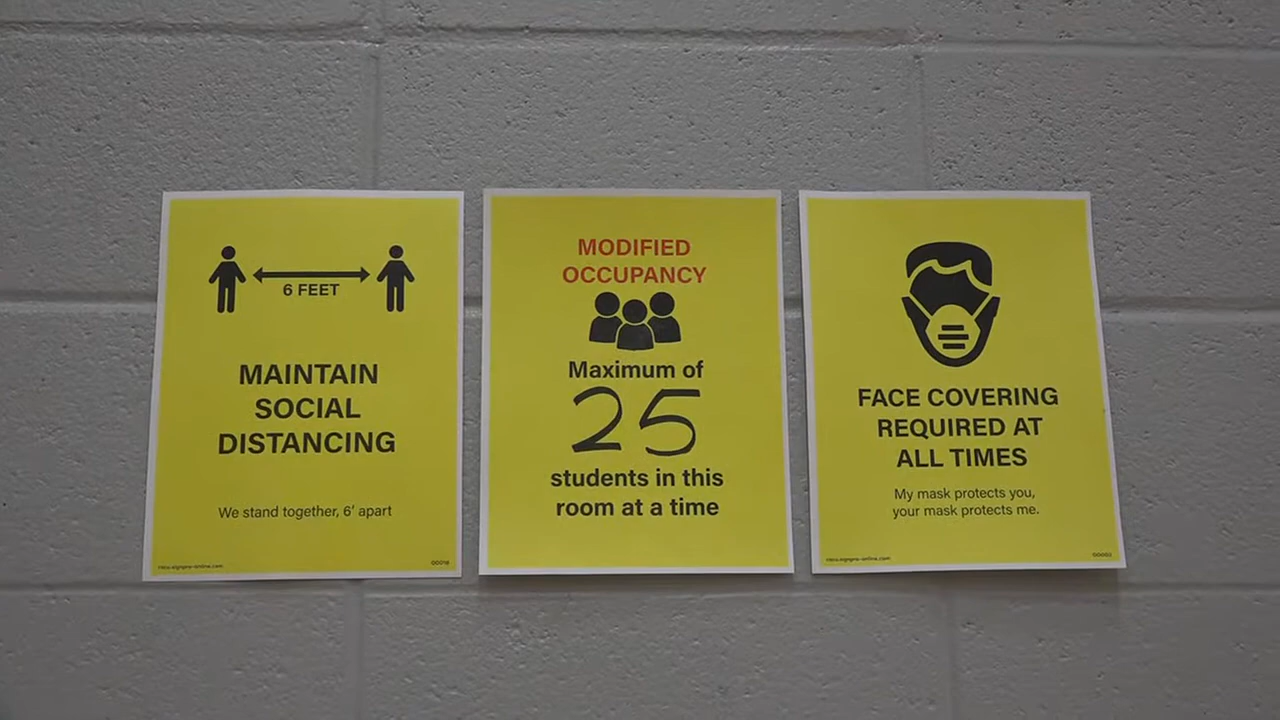 6 FEET
MAINTAIN
SOCIAL
DISTANCING
We stand together, 6' apart
MODIFIED
OCCUPANCY
Maximum of
25
students in this
room at a time
FACE COVERING
REQUIRED AT
ALL TIMES
My mask protects you,
your mask protects me.